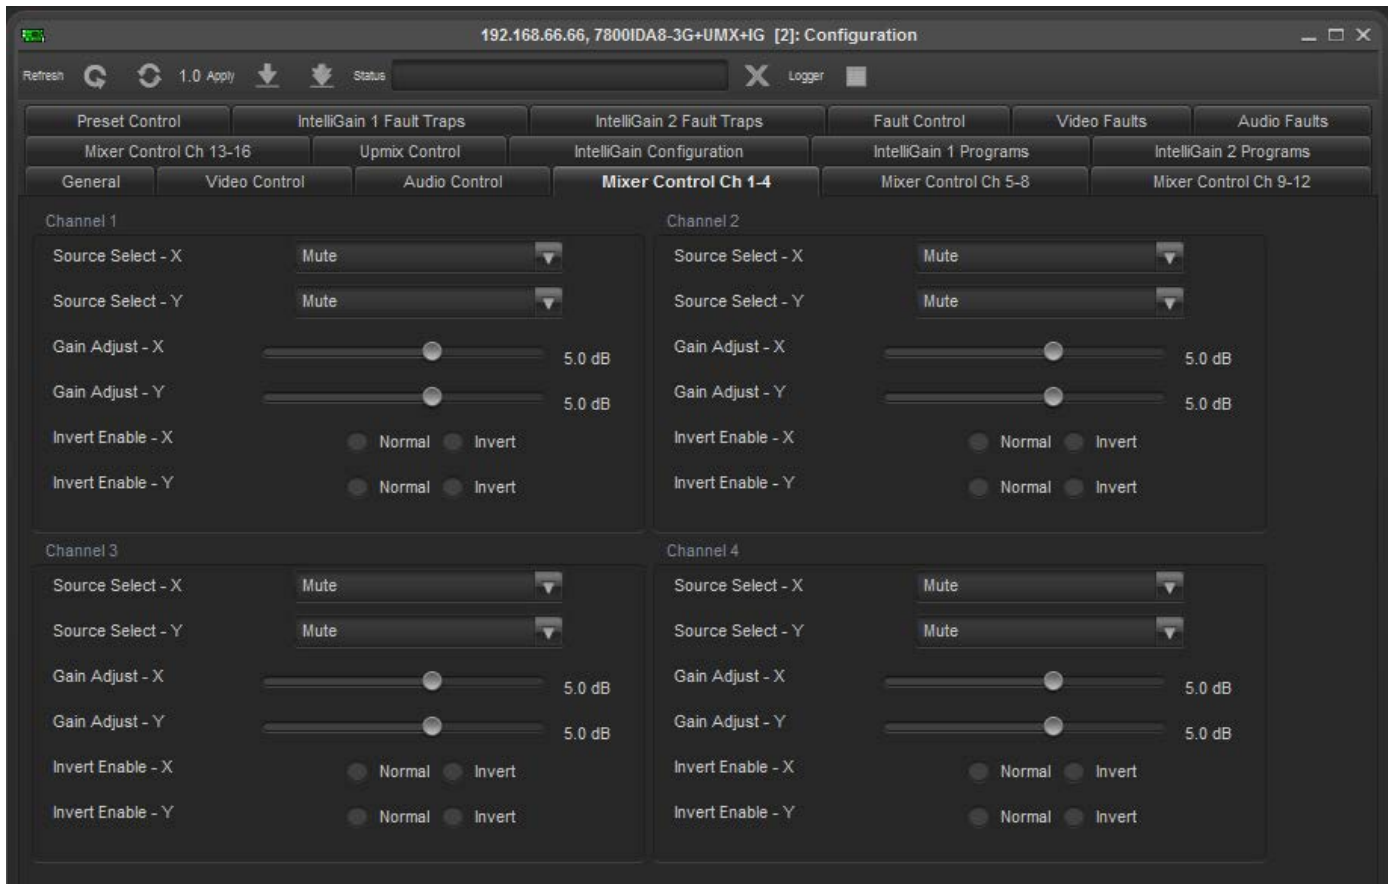 192.168.66.66, 7800IDA8-3G+UMX+IG [2]: Configuration
Refresh 1.0 Apply Status Logger
Preset Control IntelliGain 1 Fault Traps IntelliGain 2 Fault Traps Fault Control Video Faults Audio Faults
Mixer Control Ch 13-16 Upmix Control IntelliGain Configuration IntelliGain 1 Programs IntelliGain 2 Programs
General Video Control Audio Control Mixer Control Ch 1-4 Mixer Control Ch 5-8 Mixer Control Ch 9-12
Channel 1
Source Select - X Mute
Source Select - Y Mute
Gain Adjust - X 5.0 dB
Gain Adjust - Y 5.0 dB
Invert Enable - X Normal Invert
Invert Enable - Y Normal Invert
Channel 2
Source Select - X Mute
Source Select - Y Mute
Gain Adjust - X 5.0 dB
Gain Adjust - Y 5.0 dB
Invert Enable - X Normal Invert
Invert Enable - Y Normal Invert
Channel 3
Source Select - X Mute
Source Select - Y Mute
Gain Adjust - X 5.0 dB
Gain Adjust - Y 5.0 dB
Invert Enable - X Normal Invert
Invert Enable - Y Normal Invert
Channel 4
Source Select - X Mute
Source Select - Y Mute
Gain Adjust - X 5.0 dB
Gain Adjust - Y 5.0 dB
Invert Enable - X Normal Invert
Invert Enable - Y Normal Invert